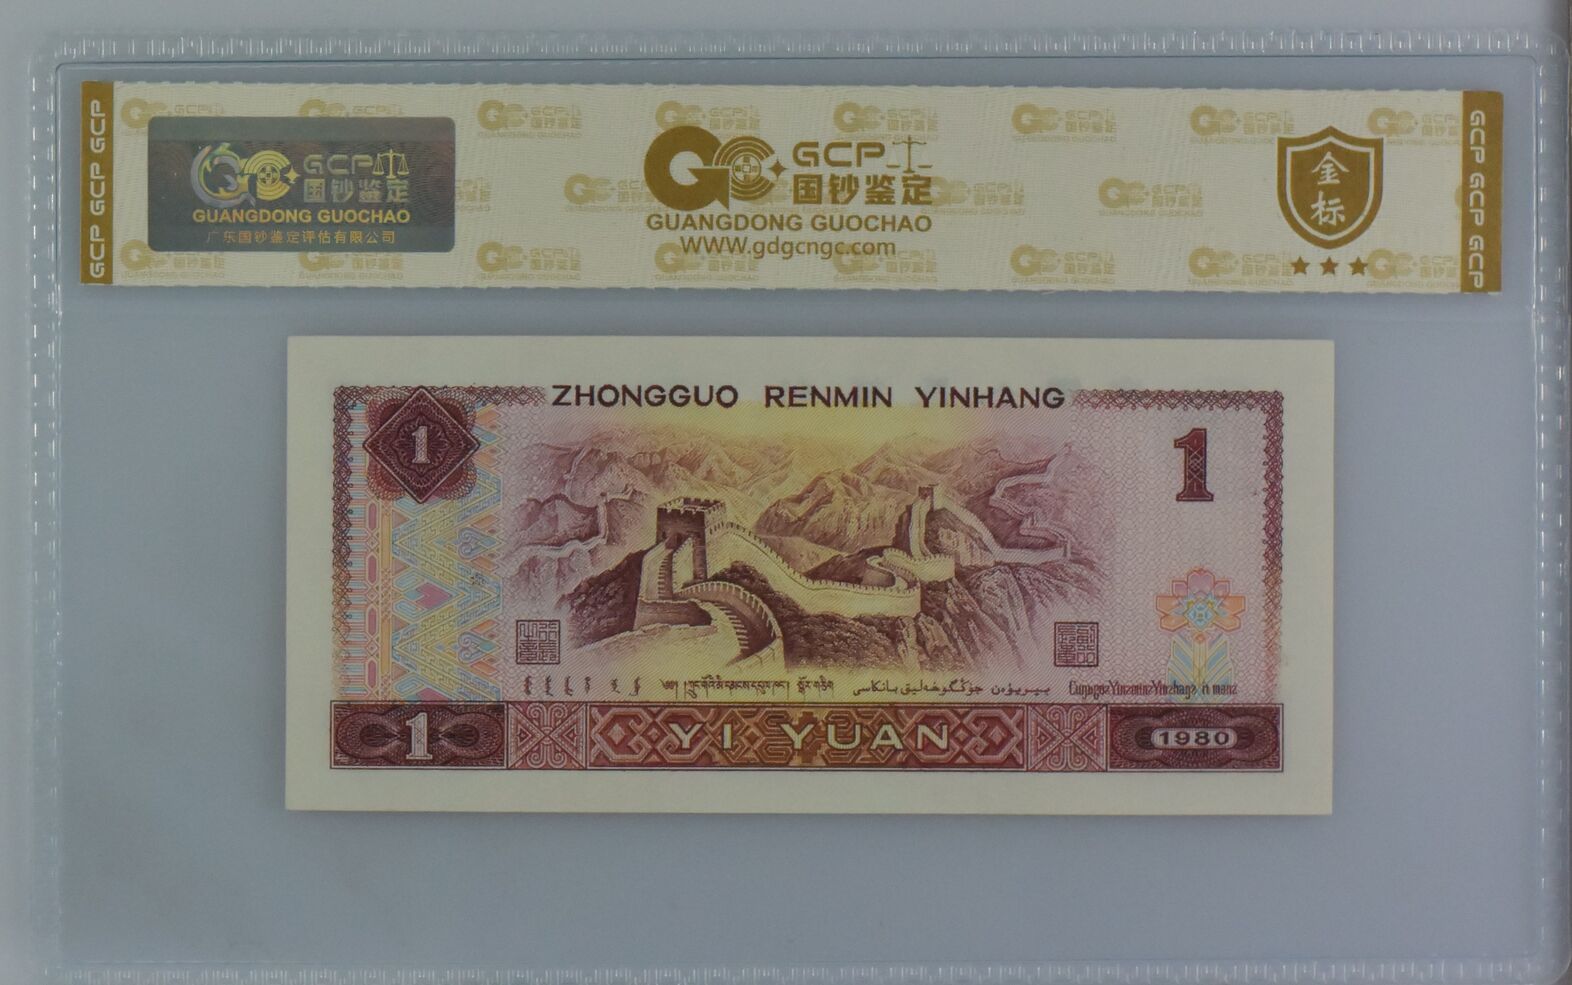 GCP GCP GCP
GCP
国钞鉴定
GUANGDONG GUOCHAO
广东国钞鉴定评估有限公司
GCP
国钞鉴定
GUANGDONG GUOCHAO
WWW.gdgcngc.com
金标
GCP GCP GCP
ZHONGGUO RENMIN YINHANG
1
1
1
YI YUAN
1980